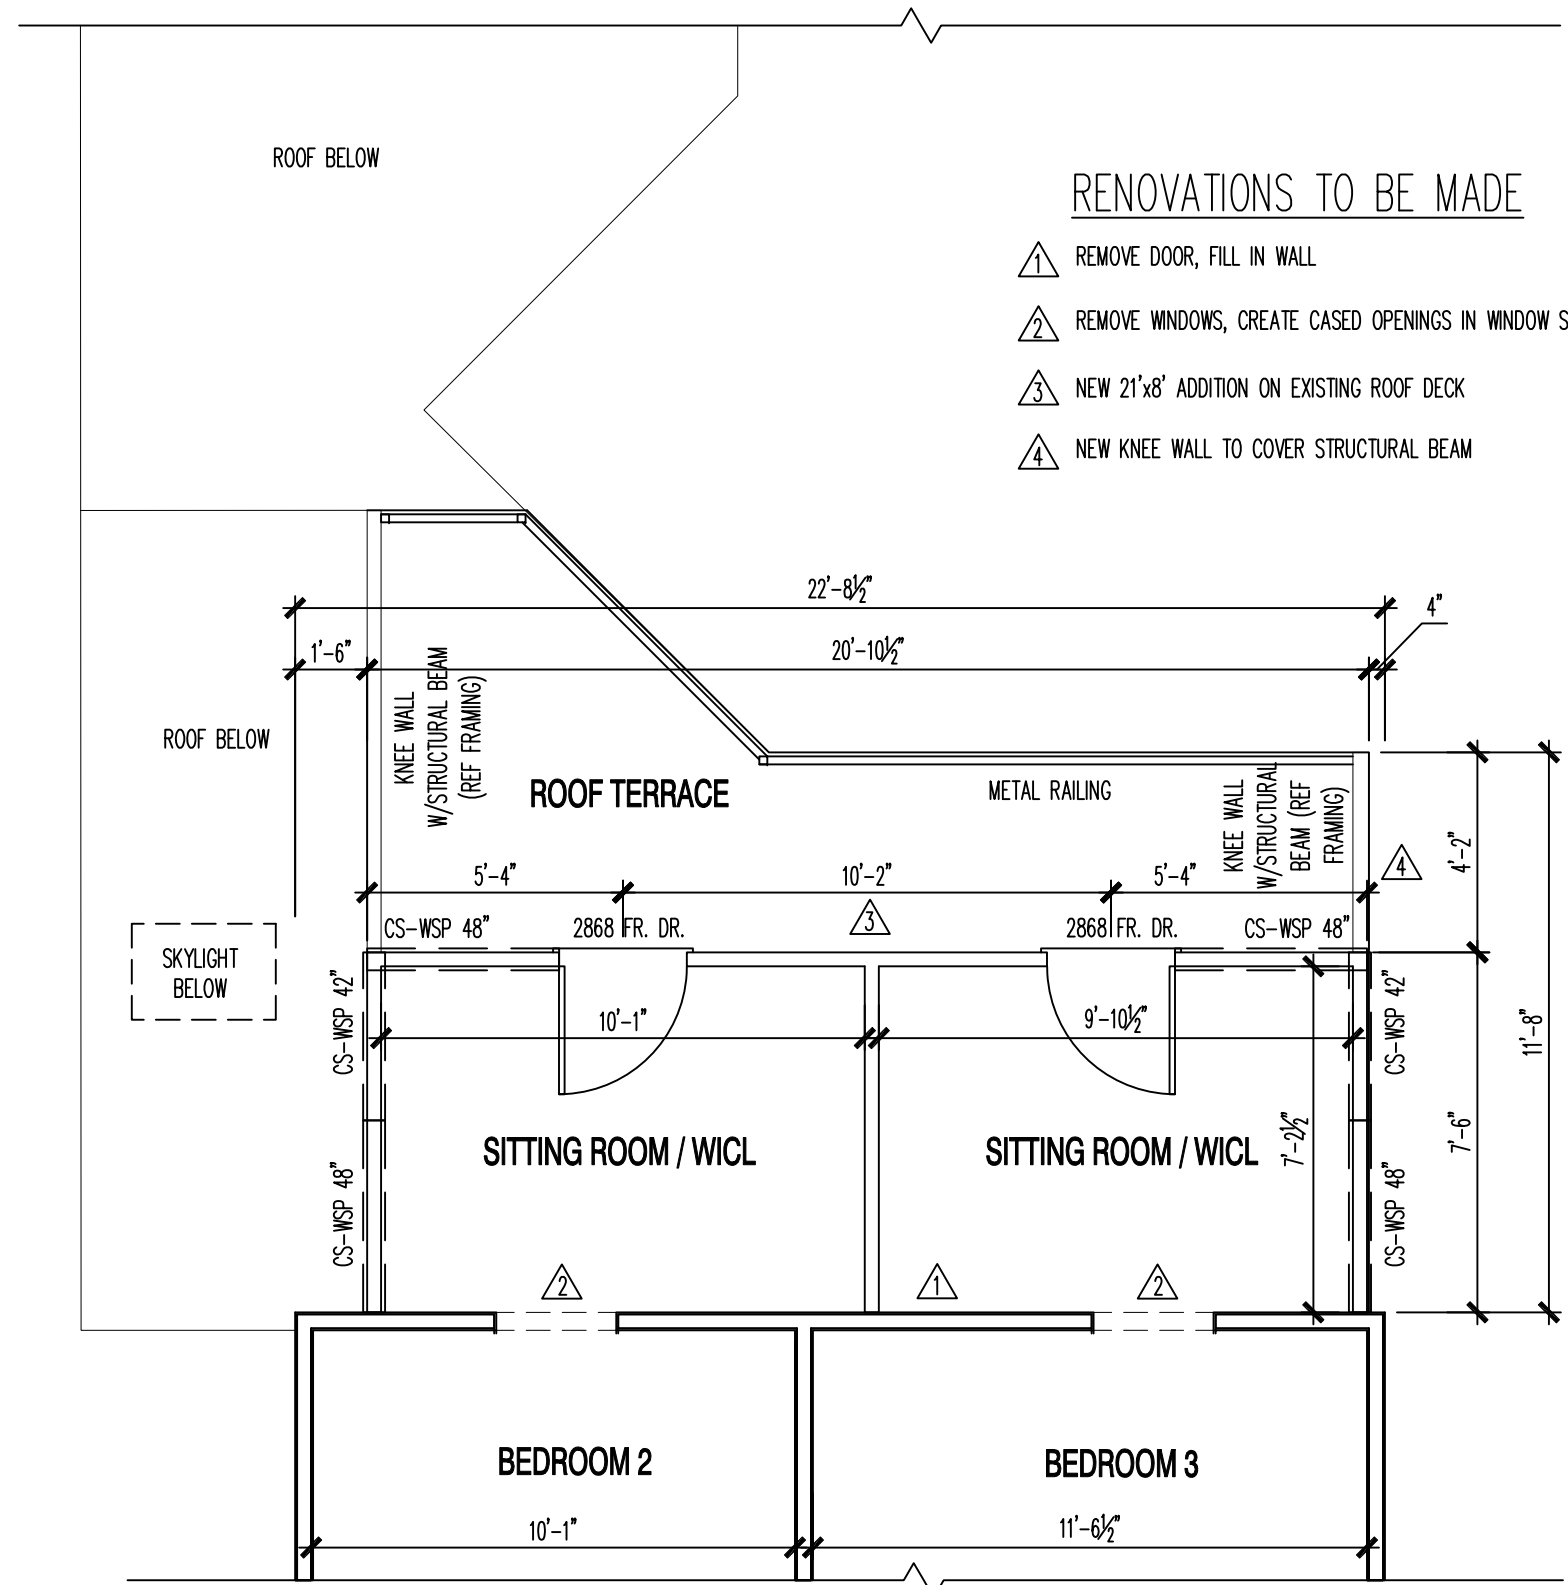 ROOF BELOW
RENOVATIONS TO BE MADE
1 REMOVE DOOR, FILL IN WALL
2 REMOVE WINDOWS, CREATE CASED OPENINGS IN WINDOW S
3 NEW 21'x8' ADDITION ON EXISTING ROOF DECK
4 NEW KNEE WALL TO COVER STRUCTURAL BEAM
22'-8½"
4"
1'-6"
20'-10½"
KNEE WALL
W/STRUCTURAL BEAM
(REF FRAMING)
ROOF BELOW
ROOF TERRACE
METAL RAILING
KNEE WALL
W/STRUCTURAL
BEAM (REF
FRAMING)
4
4'-2"
5'-4"
10'-2"
5'-4"
3
CS-WSP 48"
2868 FR. DR.
2868 FR. DR.
CS-WSP 48"
SKYLIGHT
BELOW
CS-WSP 42"
10'-1"
9'-10½"
CS-WSP 42"
11'-8"
SITTING ROOM / WICL
SITTING ROOM / WICL
7'-2½"
7'-6"
CS-WSP 48"
CS-WSP 48"
2
1
2
BEDROOM 2
BEDROOM 3
10'-1"
11'-6½"